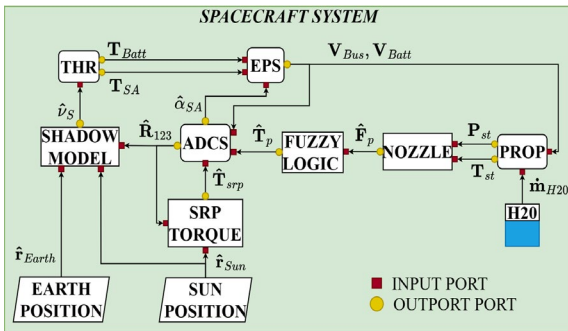 SPACECRAFT SYSTEM
T_Batt
V_Bus, V_Batt
THR
EPS
T_SA
α̂_SA
ν̂_S
R̂_123
T̂_p
F̂_p
P_st
SHADOW
MODEL
ADCS
FUZZY
LOGIC
NOZZLE
PROP
T_st
T̂_srp
ṁ_H20
SRP
TORQUE
H20
r̂_Earth
r̂_Sun
EARTH
POSITION
SUN
POSITION
INPUT PORT
OUTPORT PORT